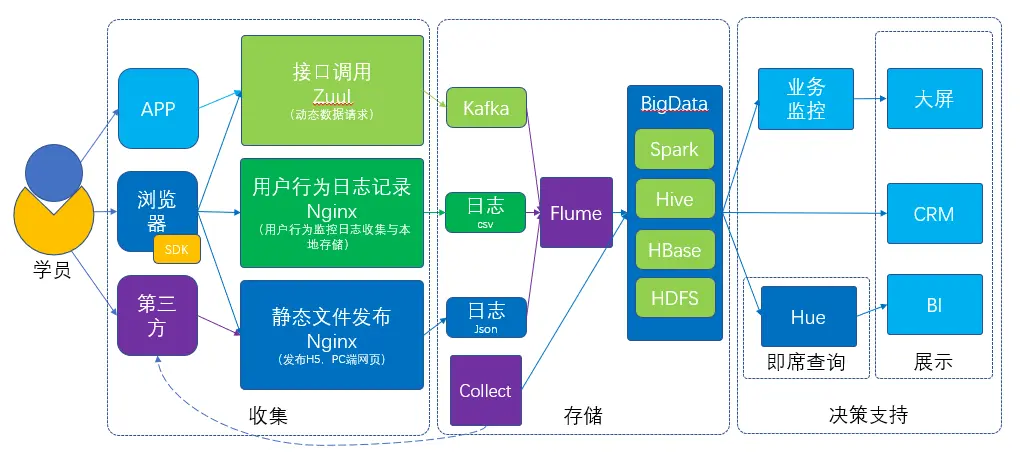 学员
APP
浏览
器
SDK
第三
方
接口调用
Zuul
（动态数据请求）
用户行为日志记录
Nginx
（用户行为监控日志收集与本
地存储）
静态文件发布
Nginx
（发布H5、PC端网页）
收集
Kafka
日志
csv
日志
Json
Collect
Flume
BigData
Spark
Hive
HBase
HDFS
存储
业务
监控
Hue
即席查询
大屏
CRM
BI
展示
决策支持